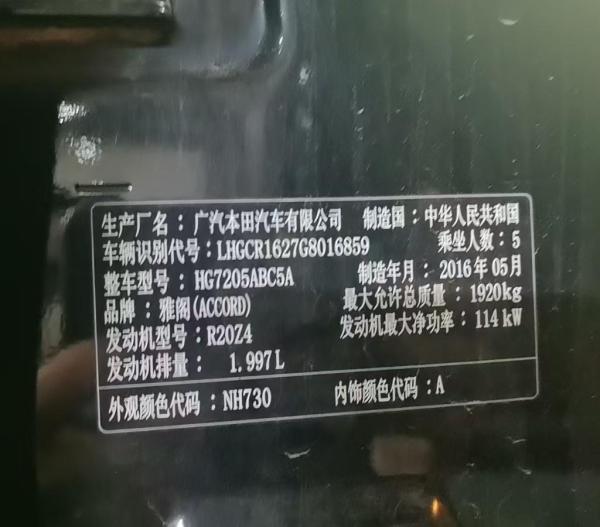 生产厂名：广汽本田汽车有限公司 制造国：中华人民共和国
车辆识别代号：LHGCR1627G8016859 乘坐人数：5
整车型号：HG7205ABC5A 制造年月：2016年05月
品牌：雅阁(ACCORD) 最大允许总质量：1920kg
发动机型号：R20Z4 发动机最大净功率：114kW
发动机排量：1.997L
外观颜色代码：NH730 内饰颜色代码：A